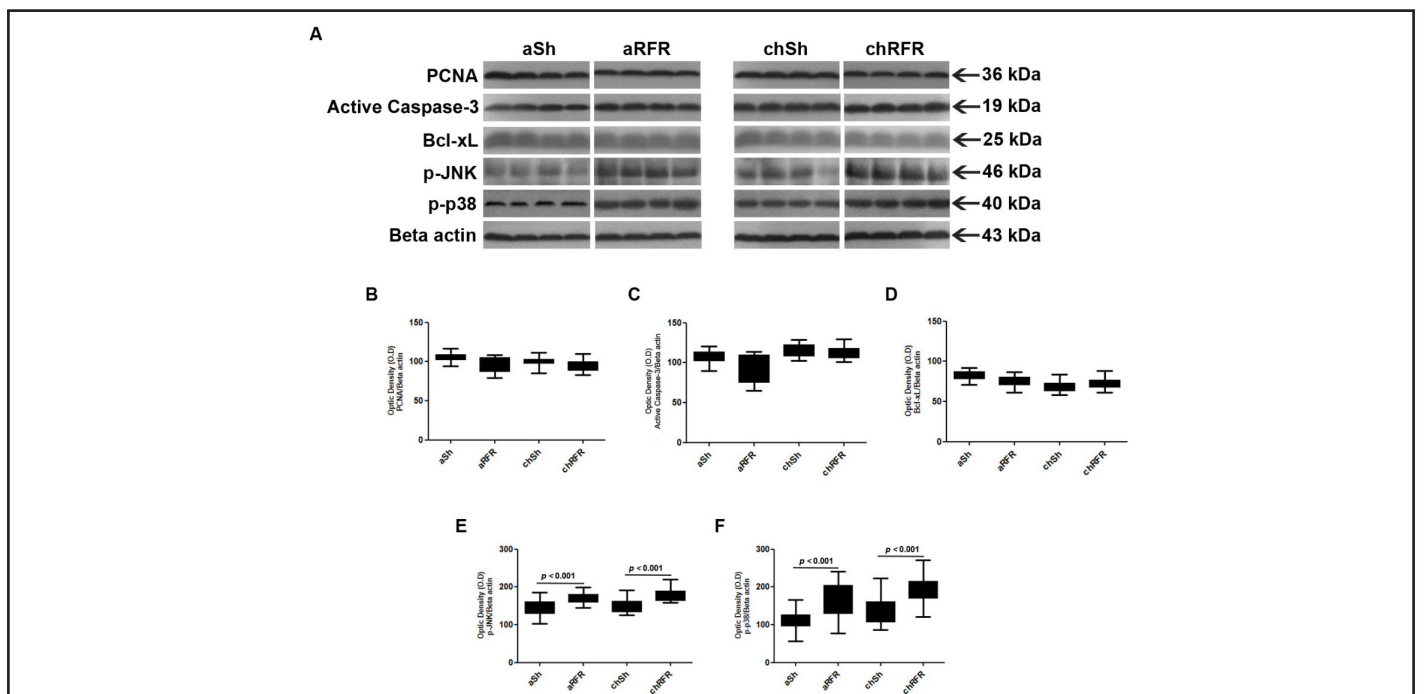 A
aSh aRFR chSh chRFR
PCNA 36 kDa
Active Caspase-3 19 kDa
Bcl-xL 25 kDa
p-JNK 46 kDa
p-p38 40 kDa
Beta actin 43 kDa
B
Optic Density (O.D)
PCNA/Beta actin
150
100
50
0
aSh aRFR chSh chRFR
C
Optic Density (O.D)
Active Caspase-3/Beta actin
150
100
50
0
aSh aRFR chSh chRFR
D
Optic Density (O.D)
Bcl-xL/Beta actin
150
100
50
0
aSh aRFR chSh chRFR
E
Optic Density (O.D)
p-JNK/Beta actin
300
200
100
0
p < 0.001 p < 0.001
aSh aRFR chSh chRFR
F
Optic Density (O.D)
p-p38/Beta actin
300
200
100
0
p < 0.001 p < 0.001
aSh aRFR chSh chRFR